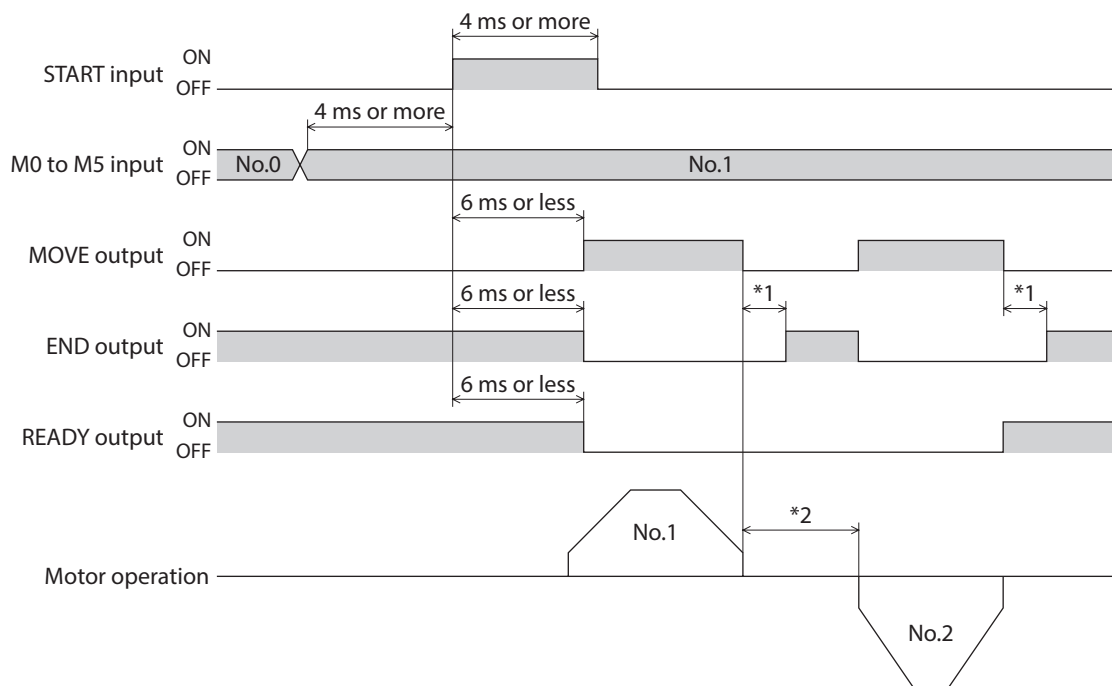 4 ms or more
START input
ON
OFF
4 ms or more
M0 to M5 input
ON
OFF
No.0
No.1
6 ms or less
MOVE output
ON
OFF
6 ms or less
*1
*1
END output
ON
OFF
6 ms or less
READY output
ON
OFF
No.1
*2
Motor operation
No.2